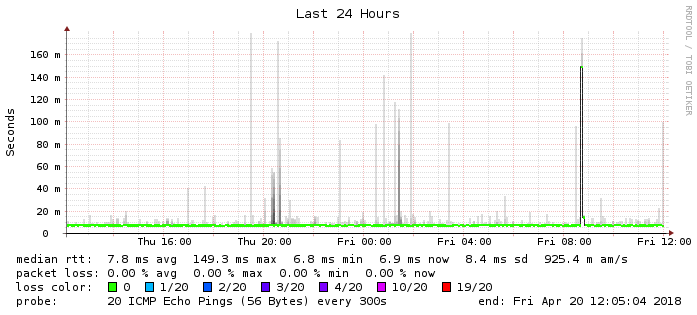 Last 24 Hours
RRDTOOL / TOBI OETIKER
Seconds
160 m
140 m
120 m
100 m
80 m
60 m
40 m
20 m
0
Thu 16:00 Thu 20:00 Fri 00:00 Fri 04:00 Fri 08:00 Fri 12:00
median rtt: 7.8 ms avg 149.3 ms max 6.8 ms min 6.9 ms now 8.4 ms sd 925.4 m am/s
packet loss: 0.00 % avg 0.00 % max 0.00 % min 0.00 % now
loss color: 0 1/20 2/20 3/20 4/20 10/20 19/20
probe: 20 ICMP Echo Pings (56 Bytes) every 300s end: Fri Apr 20 12:05:04 2018